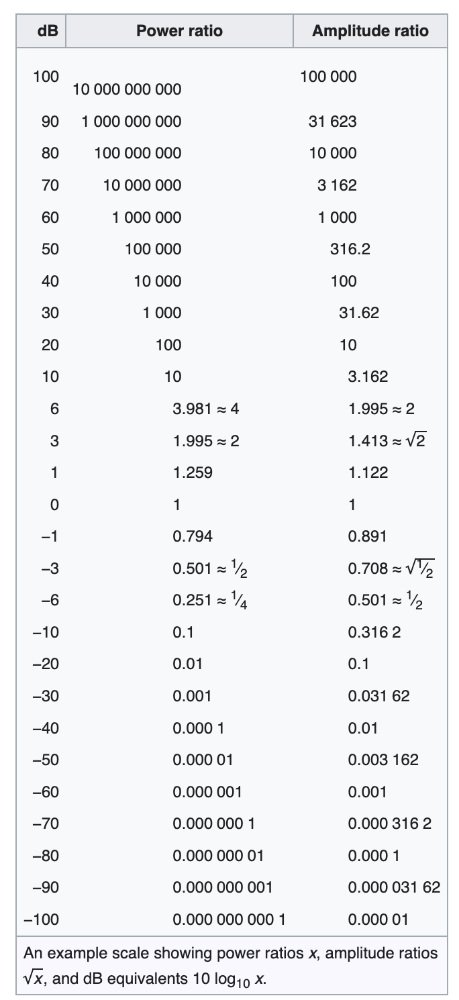 dB Power ratio Amplitude ratio
100 10 000 000 000 100 000
90 1 000 000 000 31 623
80 100 000 000 10 000
70 10 000 000 3 162
60 1 000 000 1 000
50 100 000 316.2
40 10 000 100
30 1 000 31.62
20 100 10
10 10 3.162
6 3.981 ≈ 4 1.995 ≈ 2
3 1.995 ≈ 2 1.413 ≈ √2
1 1.259 1.122
0 1 1
−1 0.794 0.891
−3 0.501 ≈ 1⁄2 0.708 ≈ √1⁄2
−6 0.251 ≈ 1⁄4 0.501 ≈ 1⁄2
−10 0.1 0.316 2
−20 0.01 0.1
−30 0.001 0.031 62
−40 0.000 1 0.01
−50 0.000 01 0.003 162
−60 0.000 001 0.001
−70 0.000 000 1 0.000 316 2
−80 0.000 000 01 0.000 1
−90 0.000 000 001 0.000 031 62
−100 0.000 000 000 1 0.000 01
An example scale showing power ratios x, amplitude ratios
√x, and dB equivalents 10 log₁₀ x.